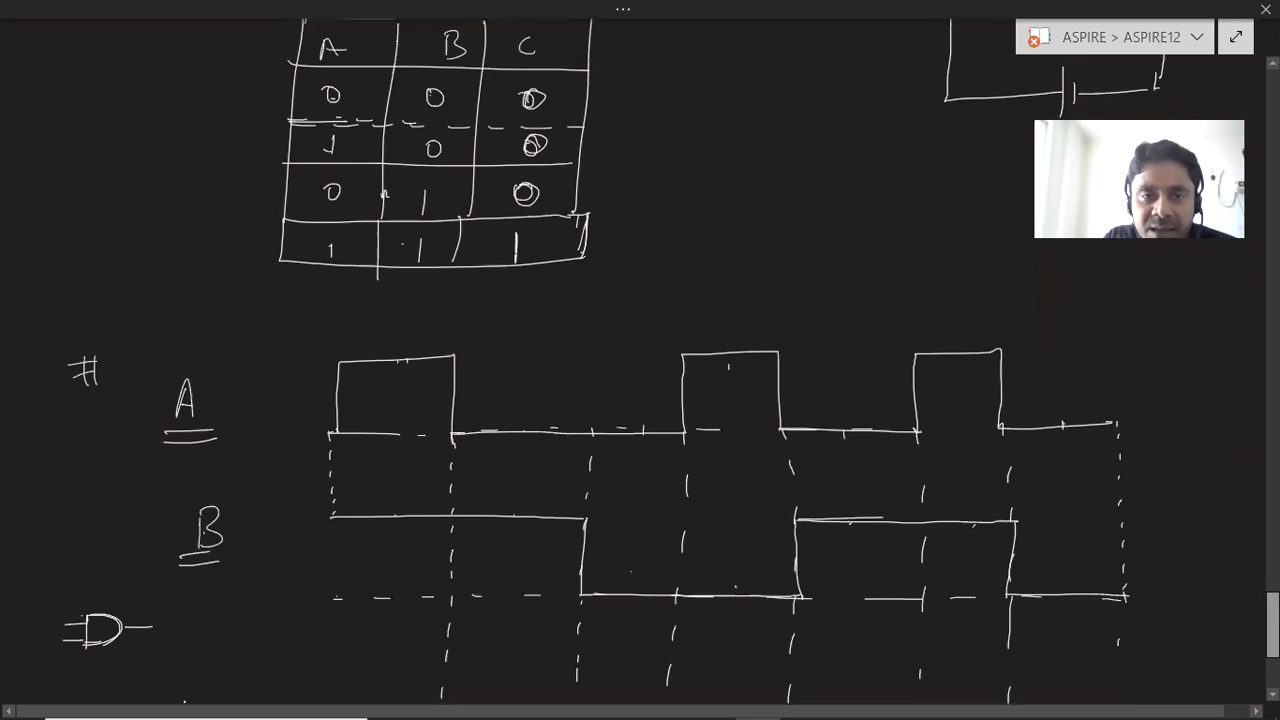 ...
ASPIRE > ASPIRE12
A B C
0 0 0
1 0 0
0 1 0
1 1 1
#
A
B